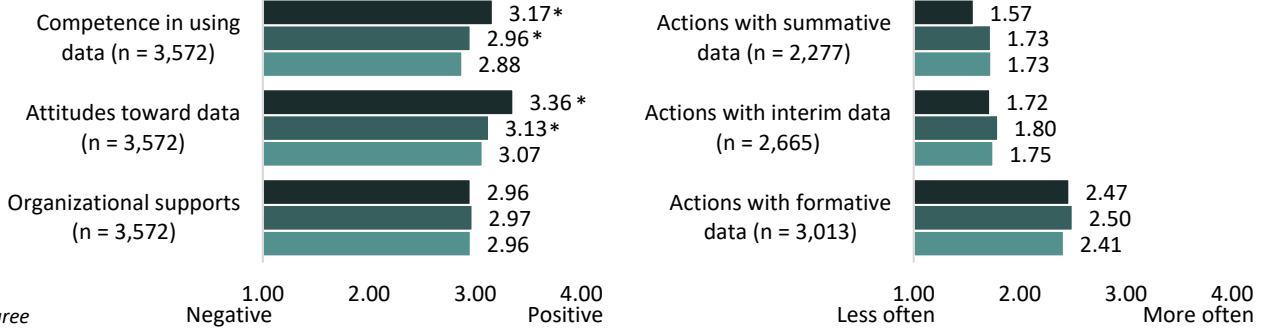 Competence in using
data (n = 3,572)
3.17*
2.96*
2.88
Attitudes toward data
(n = 3,572)
3.36 *
3.13*
3.07
Organizational supports
(n = 3,572)
2.96
2.97
2.96
1.00 2.00 3.00 4.00
Negative Positive
Actions with summative
data (n = 2,277)
1.57
1.73
1.73
Actions with interim data
(n = 2,665)
1.72
1.80
1.75
Actions with formative
data (n = 3,013)
2.47
2.50
2.41
1.00 2.00 3.00 4.00
Less often More often